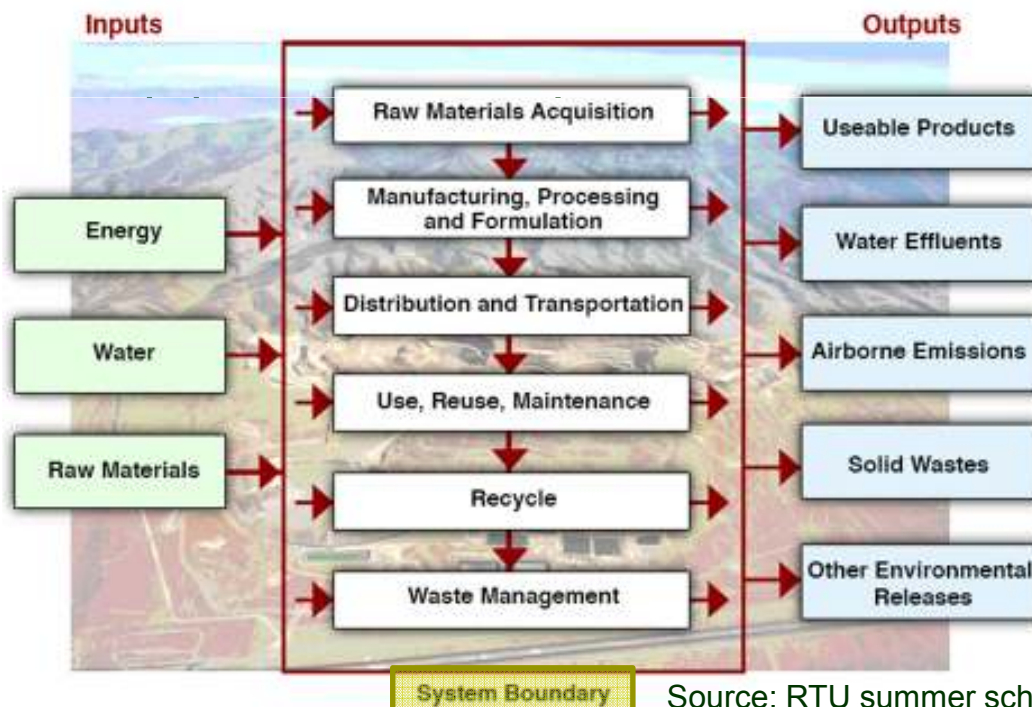 Inputs
Outputs
Energy
Water
Raw Materials
Raw Materials Acquisition
Manufacturing, Processing
and Formulation
Distribution and Transportation
Use, Reuse, Maintenance
Recycle
Waste Management
Useable Products
Water Effluents
Airborne Emissions
Solid Wastes
Other Environmental
Releases
System Boundary
Source: RTU summer sch